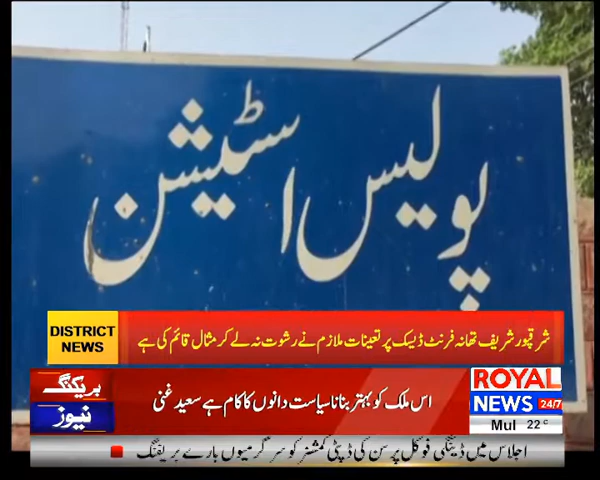 پولیس اسٹیشن
DISTRICT
NEWS
شرقپور شریف تھانہ فرنٹ ڈیسک پر تعینات ملازم نے رشوت نہ لے کر مثال قائم کی ہے
بریکنگ
نیوز
اس ملک کو بہتر بنانا سیاست دانوں کا کام ہے سعید غنی
ROYAL
NEWS 24/7
Mul 22 c
اجلاس میں ڈینگی فوکل پرسن کی ڈپٹی کمشنر کو سرگرمیوں بارے بریفنگ